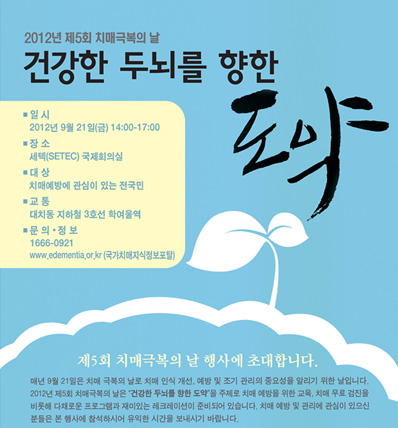 2012년 제5회 치매극복의 날
건강한 두뇌를 향한
도약
■ 일 시
2012년 9월 21일(금) 14:00-17:00
■ 장 소
세텍(SETEC) 국제회의실
■ 대 상
치매예방에 관심이 있는 전국민
■ 교 통
대치동 지하철 3호선 학여울역
■ 문 의 • 정 보
1666-0921
www.edementia.or.kr (국가치매지식정보포탈)
제5회 치매극복의 날 행사에 초대합니다.
매년 9월 21일은 치매 극복의 날로 치매 인식 개선, 예방 및 조기 관리의 중요성을 알리기 위한 날입니다.
2012년 제5회 치매극복의 날은 “건강한 두뇌를 향한 도약”을 주제로 치매 예방을 위한 교육, 치매 무료 검진을
비롯해 다채로운 프로그램과 재미있는 레크레이션이 준비되어 있습니다. 치매 예방 및 관리에 관심이 있으신
분들은 본 행사에 참석하시어 유익한 시간을 보내시기 바랍니다.